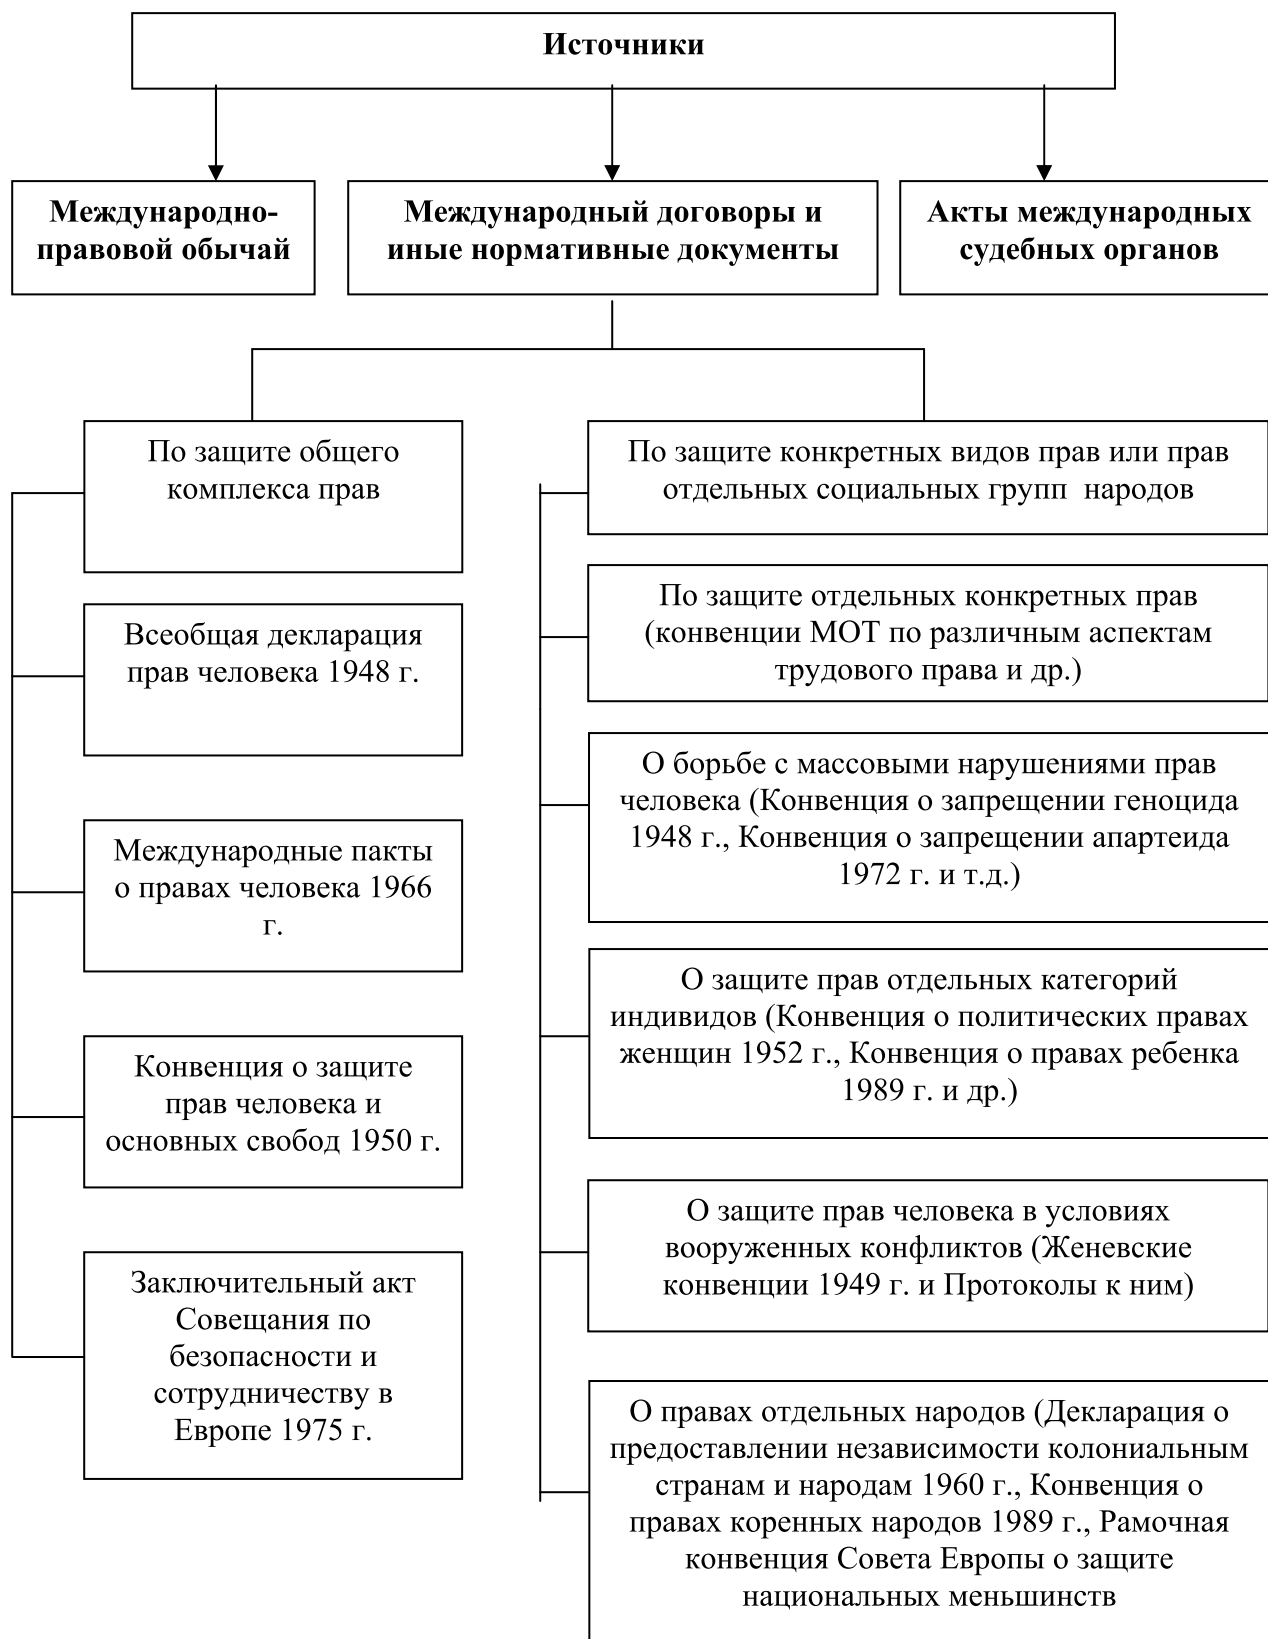 Источники
Международно-
правовой обычай
Международный договоры и
иные нормативные документы
Акты международных
судебных органов
По защите общего
комплекса прав
Всеобщая декларация
прав человека 1948 г.
Международные пакты
о правах человека 1966
г.
Конвенция о защите
прав человека и
основных свобод 1950 г.
Заключительный акт
Совещания по
безопасности и
сотрудничеству в
Европе 1975 г.
По защите конкретных видов прав или прав
отдельных социальных групп  народов
По защите отдельных конкретных прав
(конвенции МОТ по различным аспектам
трудового права и др.)
О борьбе с массовыми нарушениями прав
человека (Конвенция о запрещении геноцида
1948 г., Конвенция о запрещении апартеида
1972 г. и т.д.)
О защите прав отдельных категорий
индивидов (Конвенция о политических правах
женщин 1952 г., Конвенция о правах ребенка
1989 г. и др.)
О защите прав человека в условиях
вооруженных конфликтов (Женевские
конвенции 1949 г. и Протоколы к ним)
О правах отдельных народов (Декларация о
предоставлении независимости колониальным
странам и народам 1960 г., Конвенция о
правах коренных народов 1989 г., Рамочная
конвенция Совета Европы о защите
национальных меньшинств